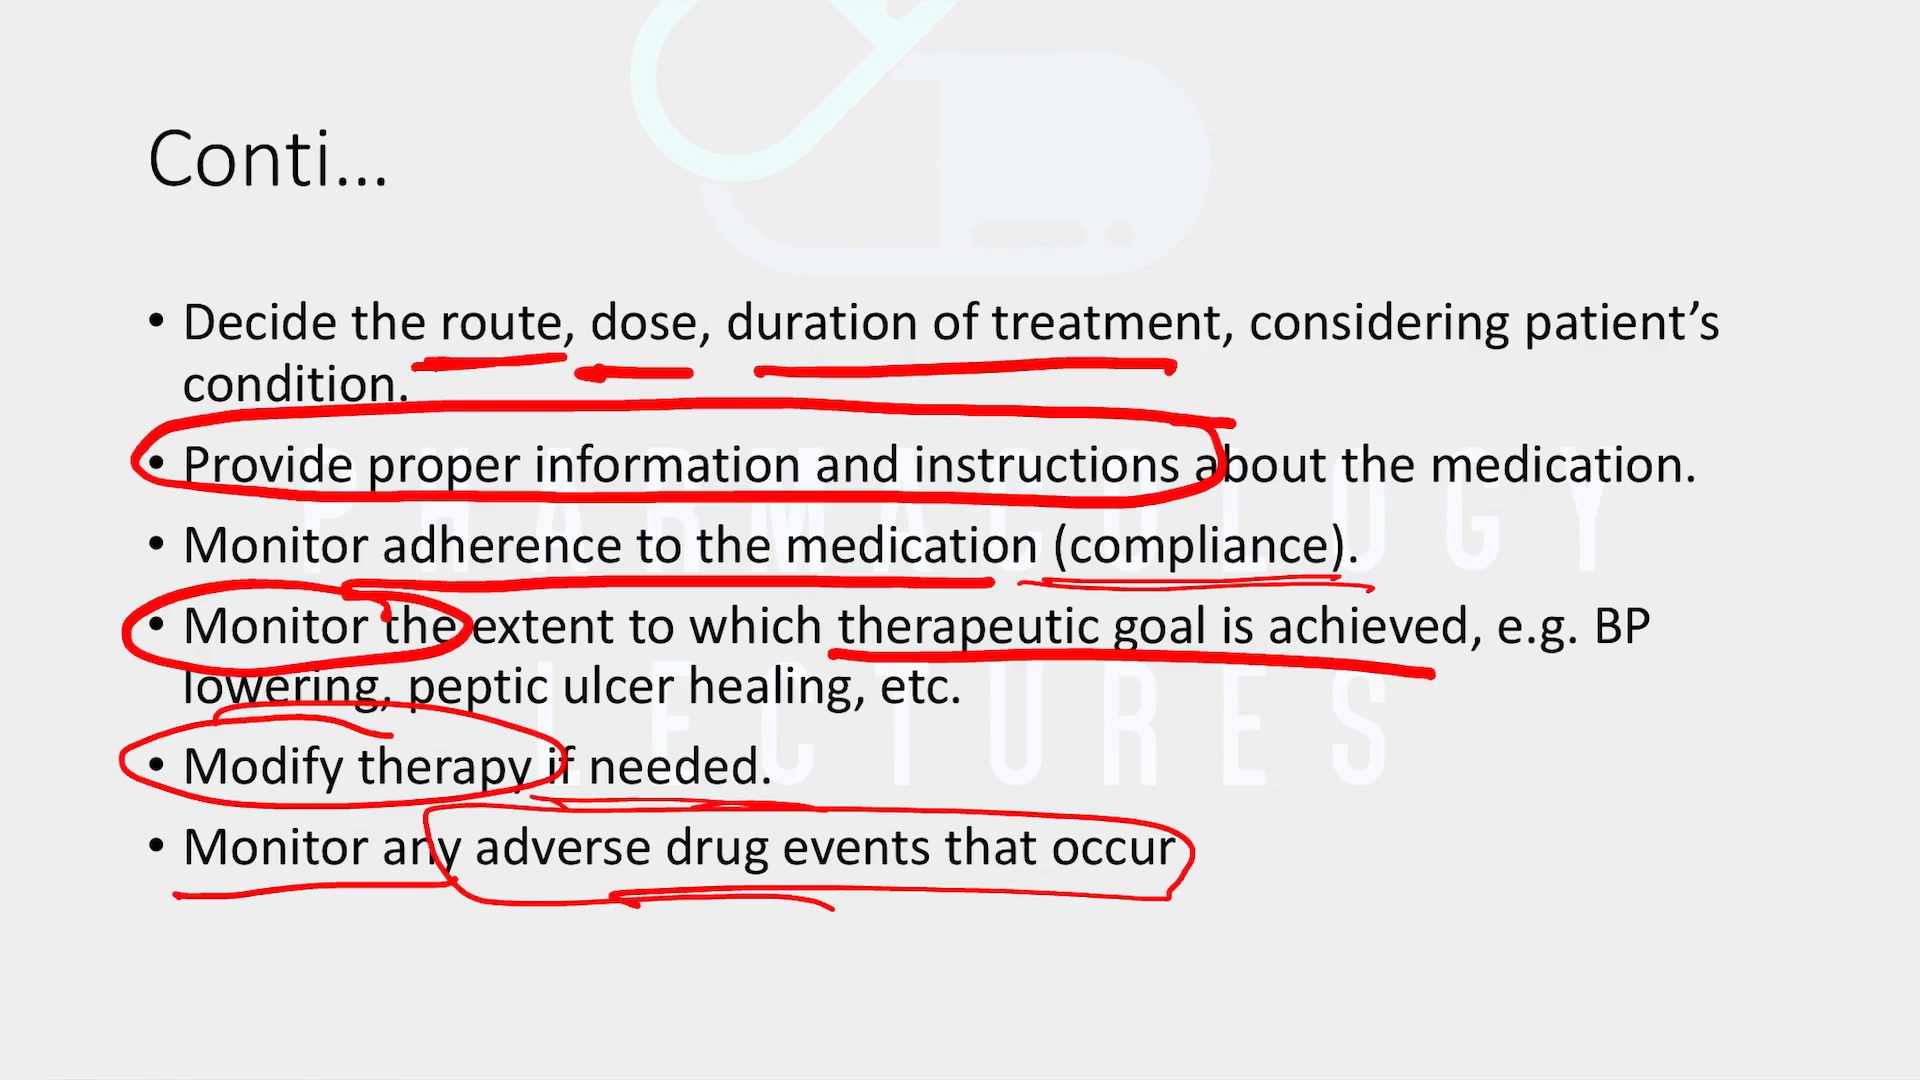 Conti...
• Decide the route, dose, duration of treatment, considering patient’s
condition.
• Provide proper information and instructions about the medication.
• Monitor adherence to the medication (compliance).
• Monitor the extent to which therapeutic goal is achieved, e.g. BP
lowering, peptic ulcer healing, etc.
• Modify therapy if needed.
• Monitor any adverse drug events that occur
PHARMACOLOGY
LECTURES